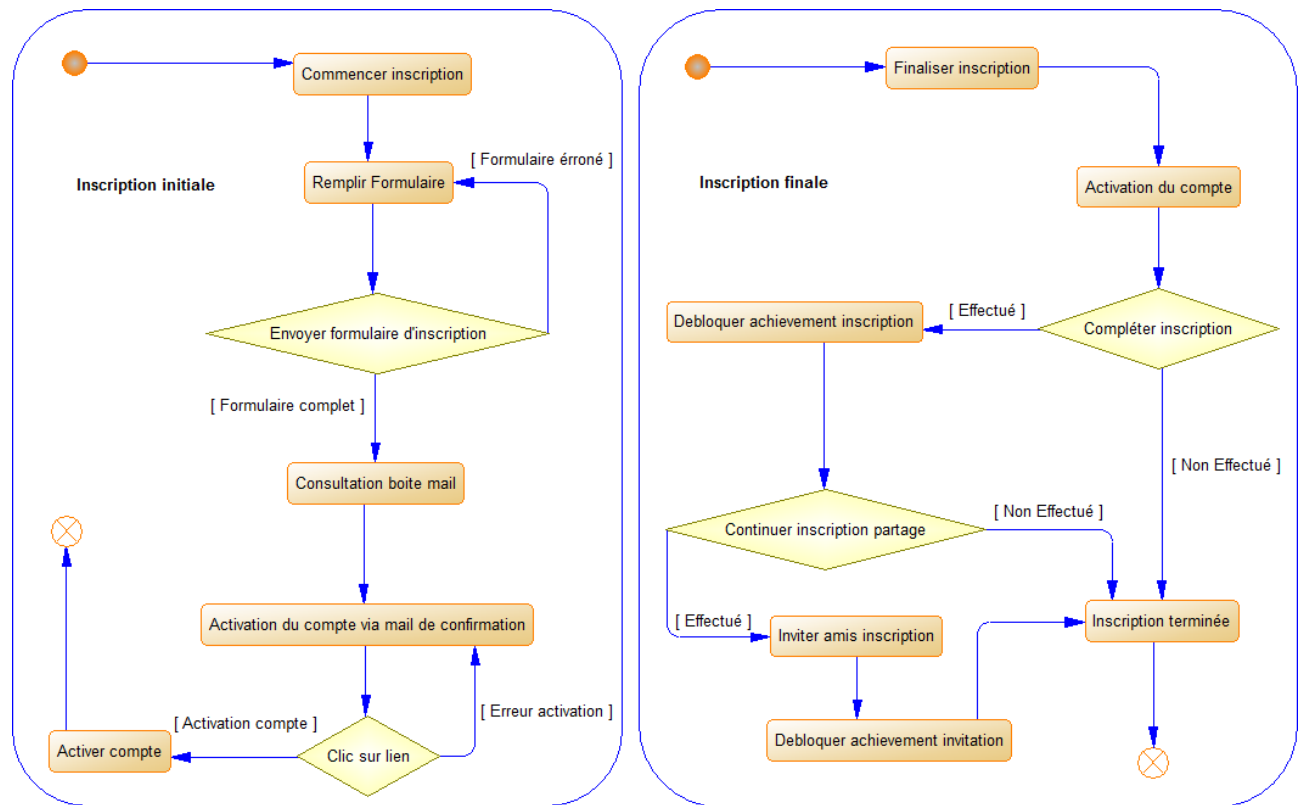 Commencer inscription
[ Formulaire érroné ]
Remplir Formulaire
Inscription initiale
Envoyer formulaire d'inscription
[ Formulaire complet ]
Consultation boite mail
Activation du compte via mail de confirmation
[ Activation compte ]
[ Erreur activation ]
Activer compte
Clic sur lien
Finaliser inscription
Inscription finale
Activation du compte
[ Effectué ]
Debloquer achievement inscription
Compléter inscription
[ Non Effectué ]
[ Non Effectué ]
Continuer inscription partage
[ Effectué ]
Inviter amis inscription
Inscription terminée
Debloquer achievement invitation